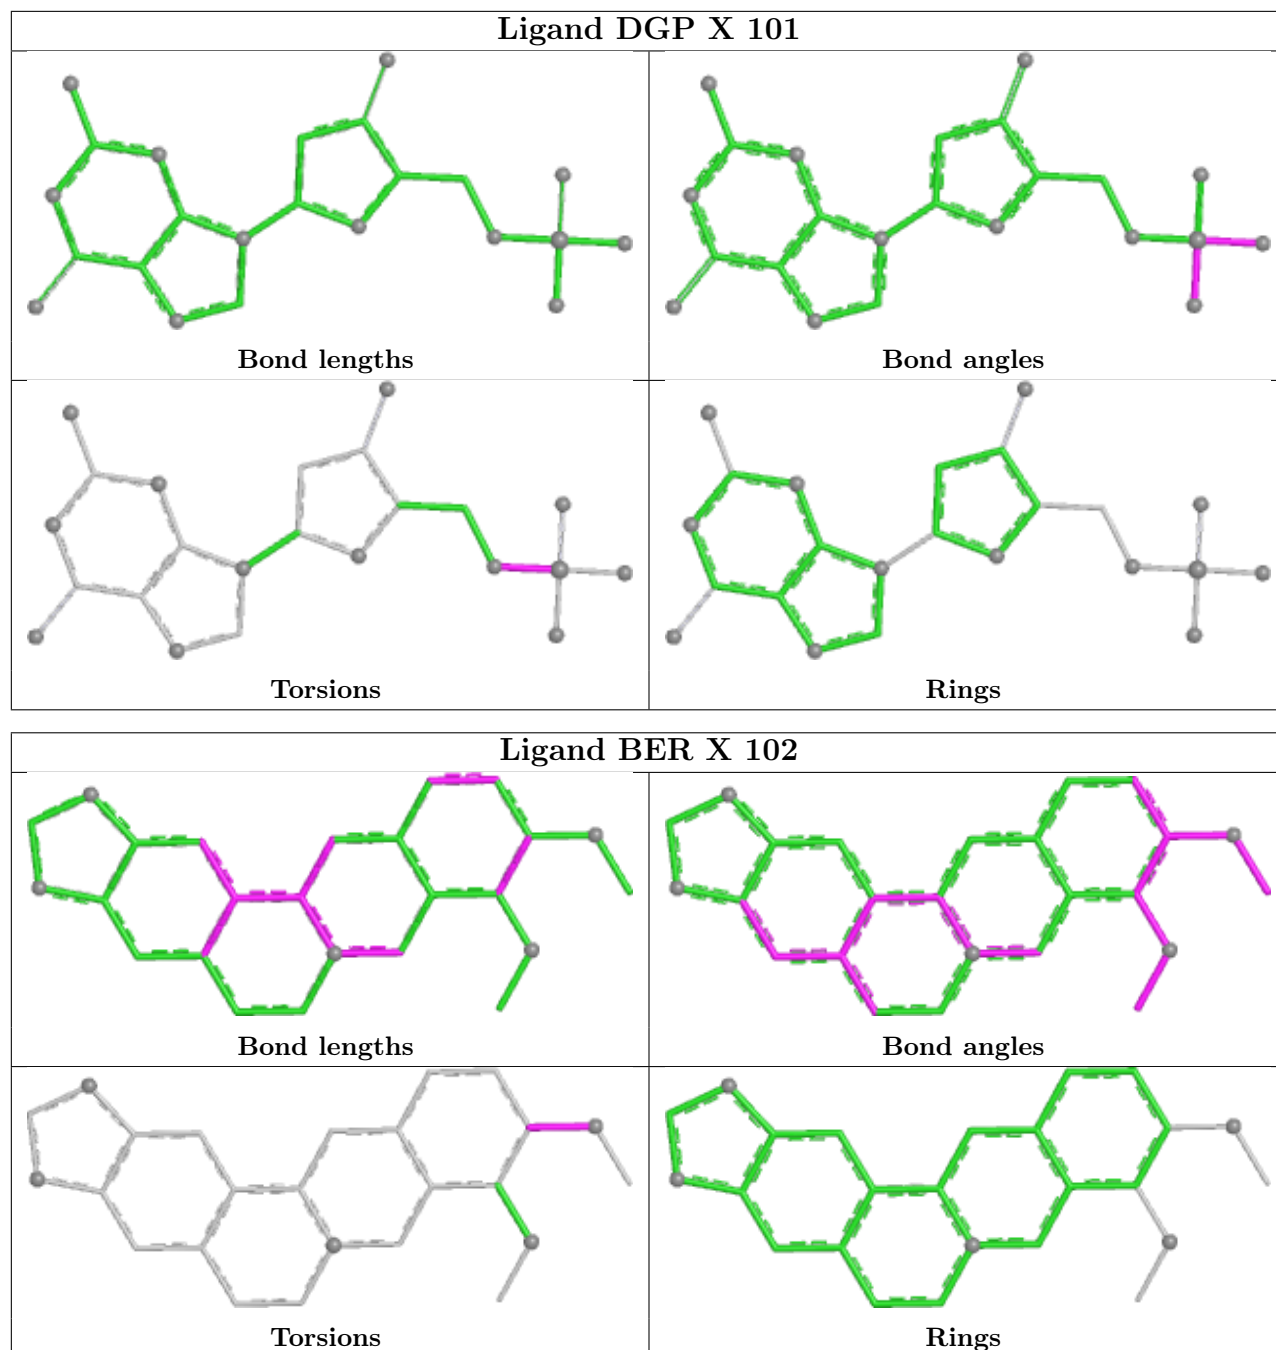 Ligand DGP X 101
Bond lengths
Bond angles
Torsions
Rings
Ligand BER X 102
Bond lengths
Bond angles
Torsions
Rings